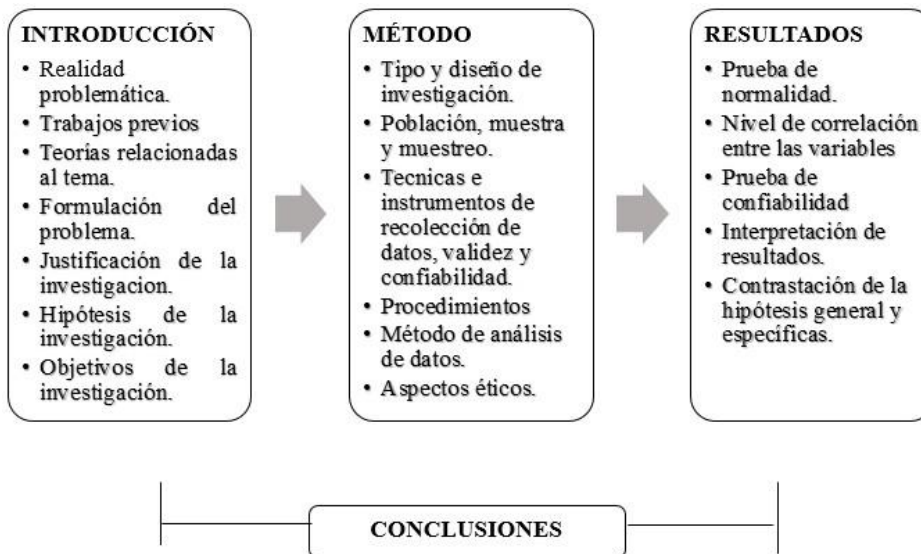 INTRODUCCIÓN
• Realidad
problemática.
• Trabajos previos
• Teorías relacionadas
al tema.
• Formulación del
problema.
• Justificación de la
investigacion.
• Hipótesis de la
investigación.
• Objetivos de la
investigación.
MÉTODO
• Tipo y diseño de
investigación.
• Población, muestra
y muestreo.
• Tecnicas e
instrumentos de
recolección de
datos, validez y
confiabilidad.
• Procedimientos
• Método de análisis
de datos.
• Aspectos éticos.
RESULTADOS
• Prueba de
normalidad.
• Nivel de correlación
entre las variables
• Prueba de
confiabilidad
• Interpretación de
resultados.
• Contrastación de la
hipótesis general y
específicas.
CONCLUSIONES